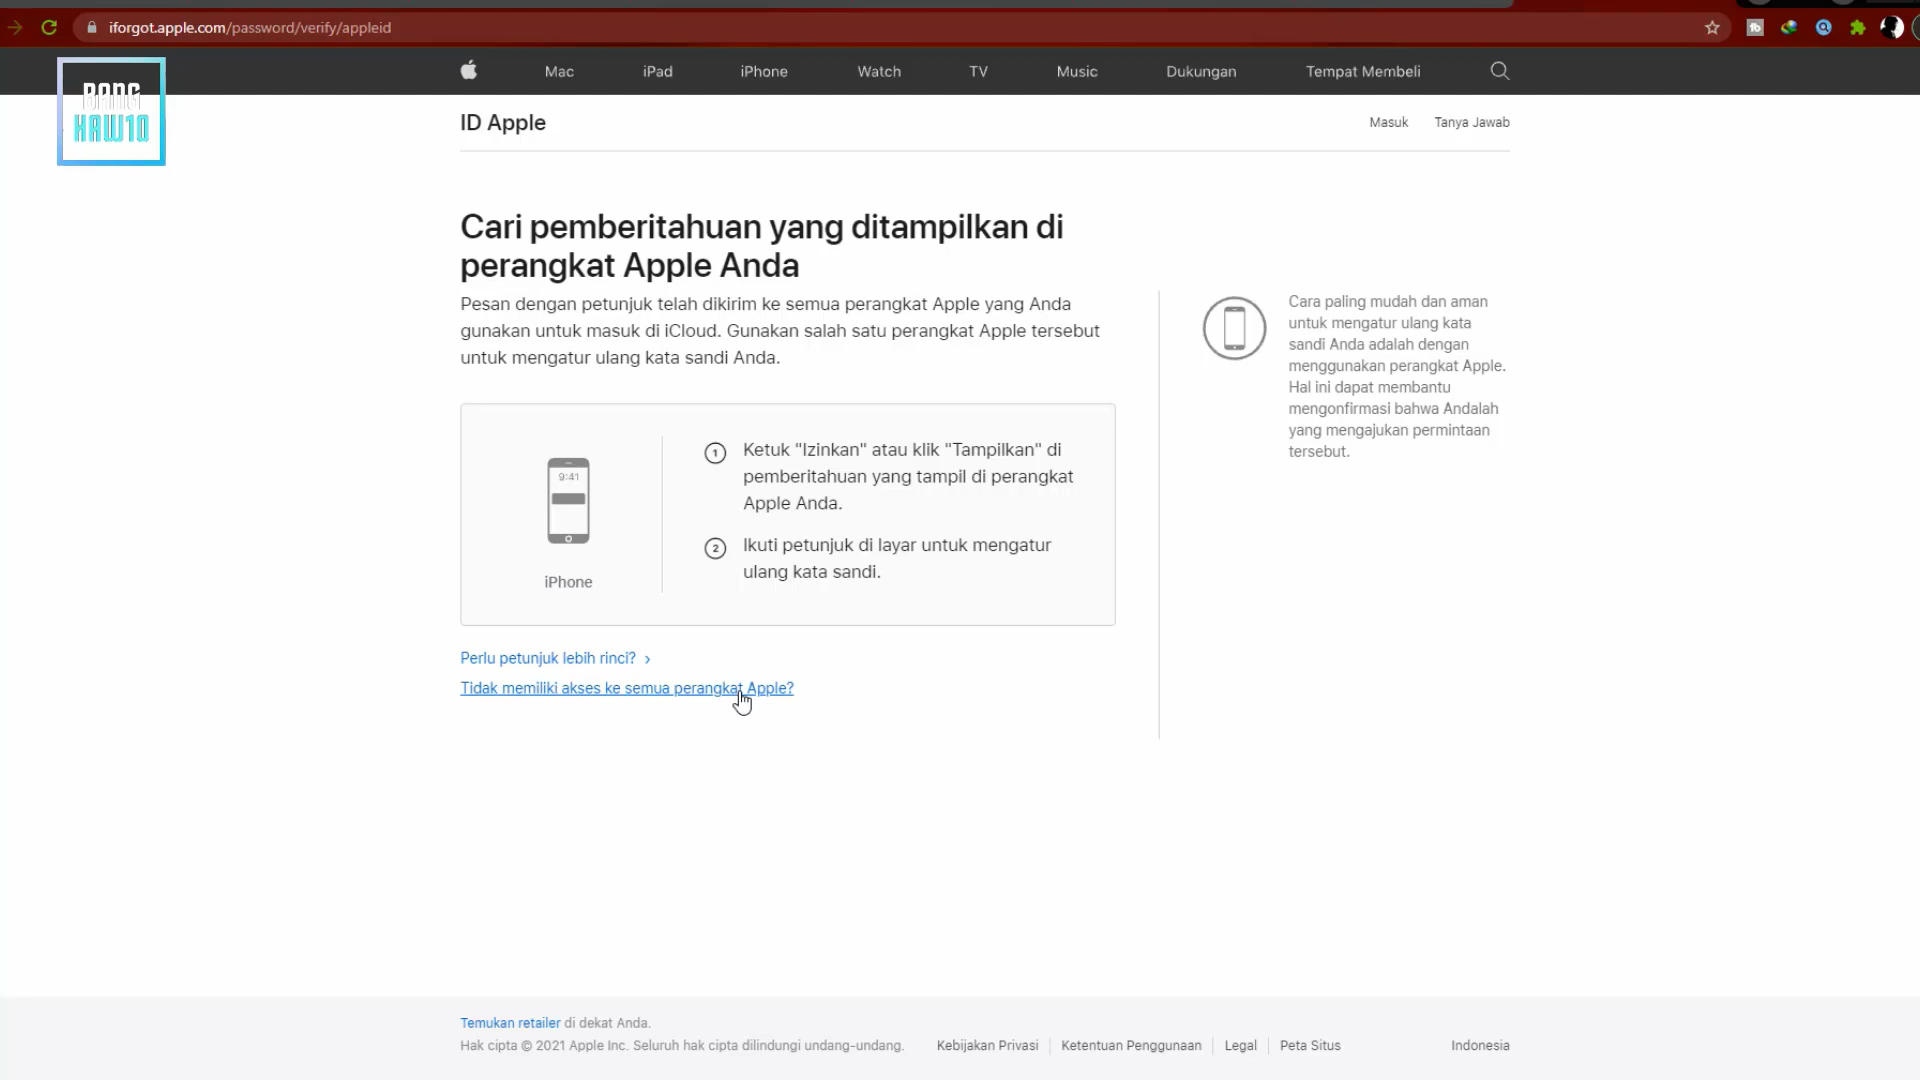 iforgot.apple.com/password/verify/appleid
BANG
HAW10
Mac iPad iPhone Watch TV Music Dukungan Tempat Membeli
ID Apple
Masuk Tanya Jawab
Cari pemberitahuan yang ditampilkan di
perangkat Apple Anda
Pesan dengan petunjuk telah dikirim ke semua perangkat Apple yang Anda
gunakan untuk masuk di iCloud. Gunakan salah satu perangkat Apple tersebut
untuk mengatur ulang kata sandi Anda.
9:41
iPhone
1 Ketuk "Izinkan" atau klik "Tampilkan" di
pemberitahuan yang tampil di perangkat
Apple Anda.
2 Ikuti petunjuk di layar untuk mengatur
ulang kata sandi.
Perlu petunjuk lebih rinci? ›
Tidak memiliki akses ke semua perangkat Apple?
Cara paling mudah dan aman
untuk mengatur ulang kata
sandi Anda adalah dengan
menggunakan perangkat Apple.
Hal ini dapat membantu
mengonfirmasi bahwa Andalah
yang mengajukan permintaan
tersebut.
Temukan retailer di dekat Anda.
Hak cipta © 2021 Apple Inc. Seluruh hak cipta dilindungi undang-undang. Kebijakan Privasi Ketentuan Penggunaan Legal Peta Situs Indonesia